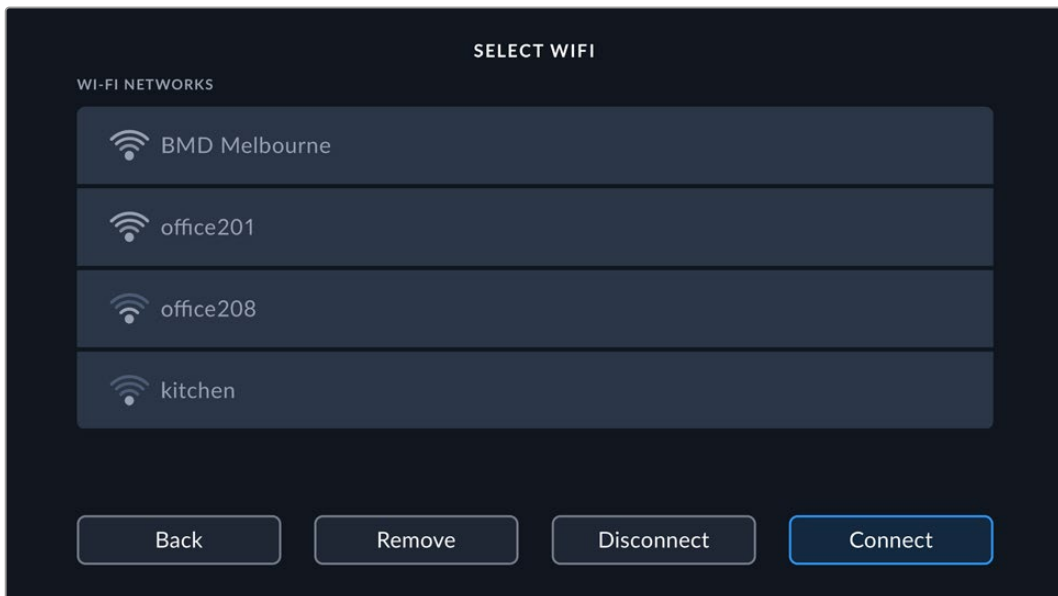 SELECT WIFI
WI-FI NETWORKS
BMD Melbourne
office201
office208
kitchen
Back Remove Disconnect Connect